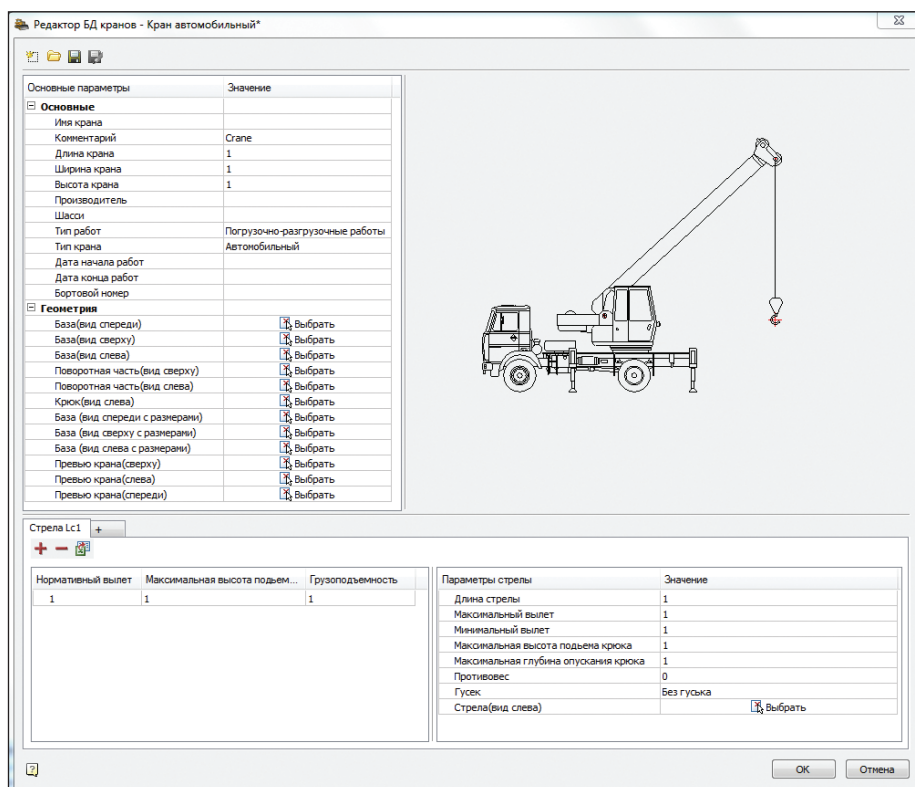 Редактор БД кранов - Кран автомобильный*
Основные параметры Значение
Основные
Имя крана
Комментарий Crane
Длина крана 1
Ширина крана 1
Высота крана 1
Производитель
Шасси
Тип работ Погрузочно-разгрузочные работы
Тип крана Автомобильный
Дата начала работ
Дата конца работ
Бортовой номер
Геометрия
База(вид спереди) Выбрать
База(вид сверху) Выбрать
База(вид слева) Выбрать
Поворотная часть(вид сверху) Выбрать
Поворотная часть(вид слева) Выбрать
Крюк(вид слева) Выбрать
База (вид спереди с размерами) Выбрать
База (вид сверху с размерами) Выбрать
База (вид слева с размерами) Выбрать
Превью крана(сверху) Выбрать
Превью крана(слева) Выбрать
Превью крана(спереди) Выбрать
Стрела Lc1 +
Нормативный вылет Максимальная высота подъем... Грузоподъемность
1 1 1
Параметры стрелы Значение
Длина стрелы 1
Максимальный вылет 1
Минимальный вылет 1
Максимальная высота подьема крюка 1
Максимальная глубина опускания крюка 1
Противовес 0
Гусек Без гуська
Стрела(вид слева) Выбрать
OK Отмена